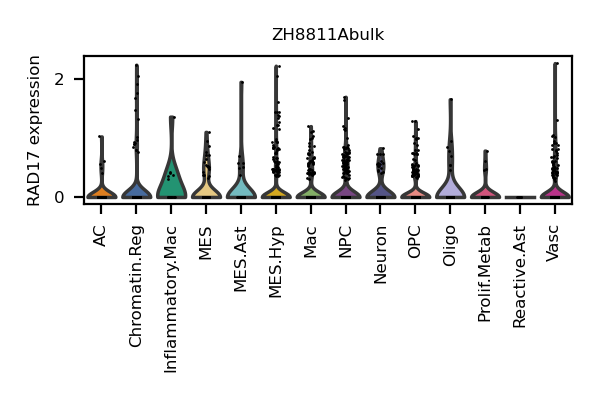 ZH8811Abulk
RAD17 expression
2
0
AC
Chromatin.Reg
Inflammatory.Mac
MES
MES.Ast
MES.Hyp
Mac
NPC
Neuron
OPC
Oligo
Prolif.Metab
Reactive.Ast
Vasc